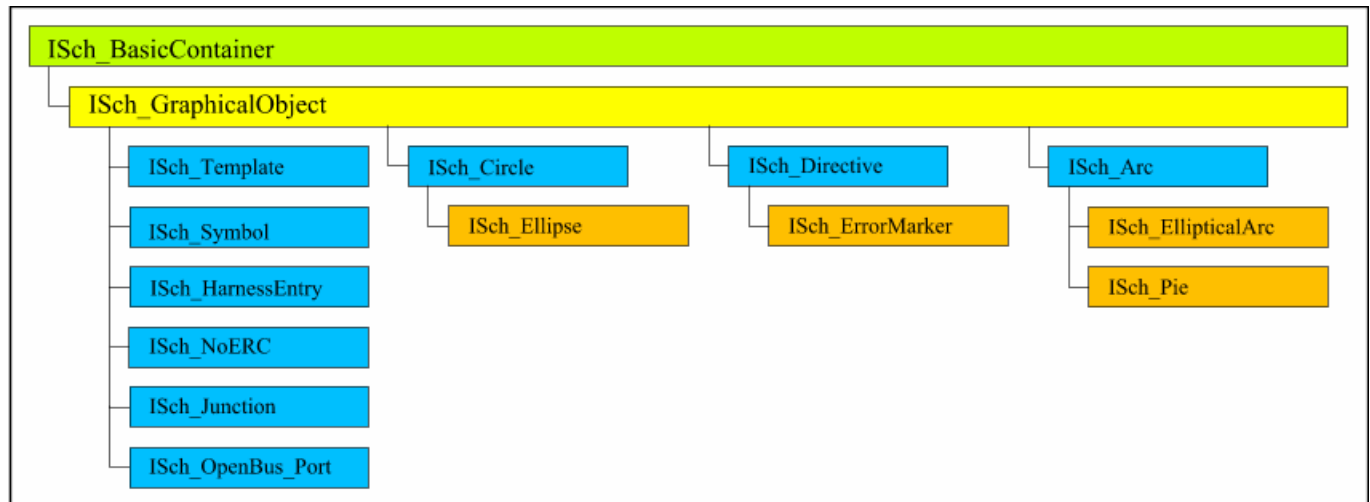 ISch_BasicContainer
ISch_GraphicalObject
ISch_Template
ISch_Symbol
ISch_HarnessEntry
ISch_NoERC
ISch_Junction
ISch_OpenBus_Port
ISch_Circle
ISch_Ellipse
ISch_Directive
ISch_ErrorMarker
ISch_Arc
ISch_EllipticalArc
ISch_Pie